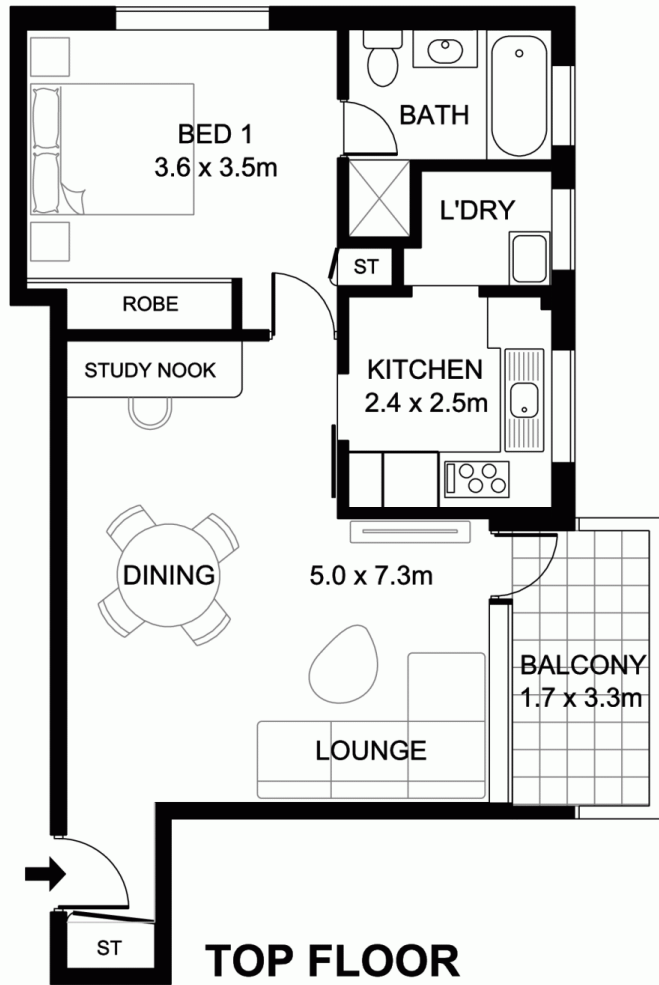 BED 1
3.6 x 3.5m
BATH
L'DRY
ST
ROBE
STUDY NOOK
KITCHEN
2.4 x 2.5m
DINING
5.0 x 7.3m
BALCONY
1.7 x 3.3m
LOUNGE
ST
TOP FLOOR